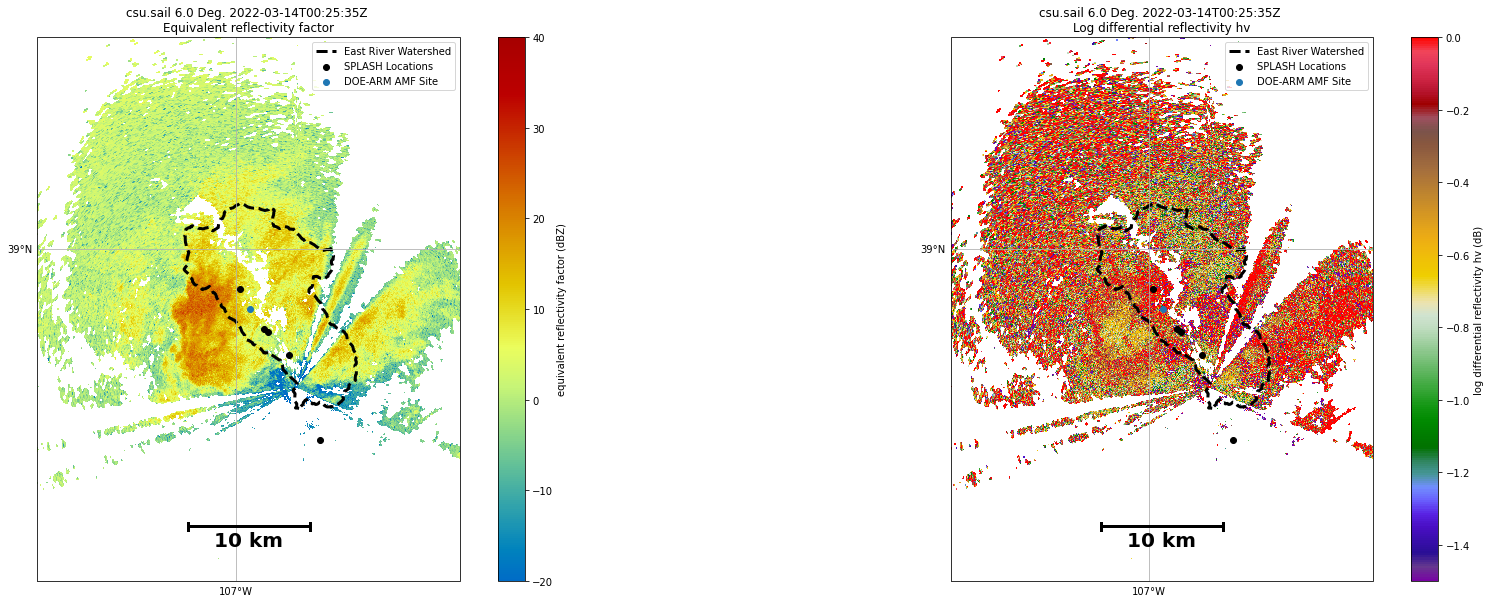 csu.sail 6.0 Deg. 2022-03-14T00:25:35Z
Equivalent reflectivity factor
East River Watershed
SPLASH Locations
DOE-ARM AMF Site
39°N
107°W
10 km
40
30
20
10
0
−10
−20
equivalent reflectivity factor (dBZ)
csu.sail 6.0 Deg. 2022-03-14T00:25:35Z
Log differential reflectivity hv
East River Watershed
SPLASH Locations
DOE-ARM AMF Site
39°N
107°W
10 km
0.0
−0.2
−0.4
−0.6
−0.8
−1.0
−1.2
−1.4
log differential reflectivity hv (dB)